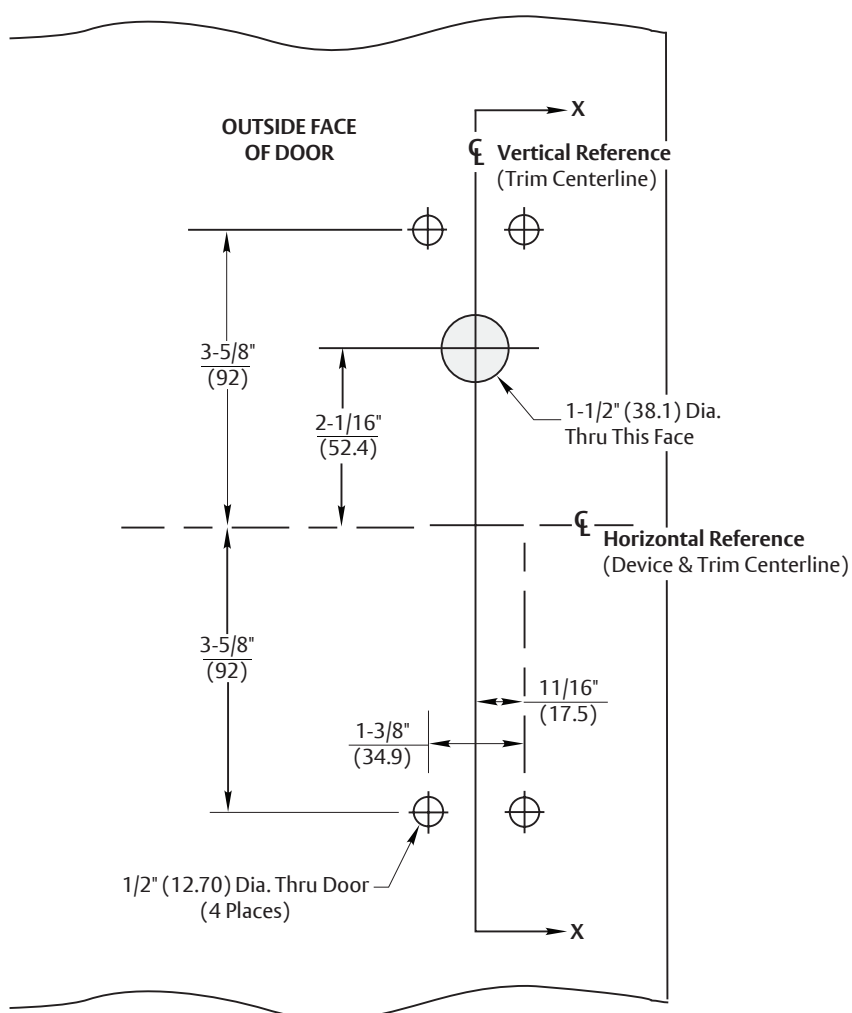 X
OUTSIDE FACE
OF DOOR
℄ Vertical Reference
(Trim Centerline)
3-5/8"
(92)
2-1/16"
(52.4)
1-1/2" (38.1) Dia.
Thru This Face
℄
Horizontal Reference
(Device & Trim Centerline)
3-5/8"
(92)
11/16"
(17.5)
1-3/8"
(34.9)
1/2" (12.70) Dia. Thru Door
(4 Places)
X